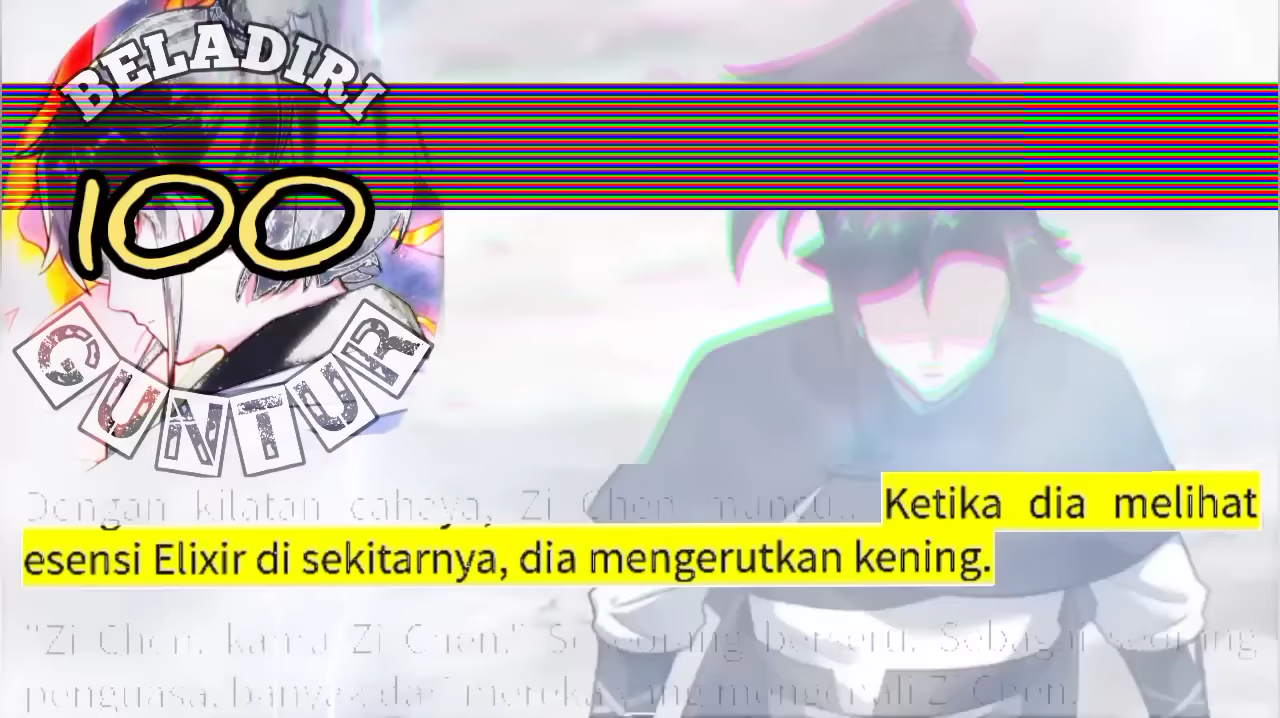 BELADIRI
100
GUNTUR
Dengan kilatan cahaya, Zi Chen muncul. Ketika dia melihat
esensi Elixir di sekitarnya, dia mengerutkan kening.
"Zi Chen, kamu Zi Chen." Seseorang berseru. Sebagai seorang
penguasa, banyak dari mereka yang mengenali Zi Chen.